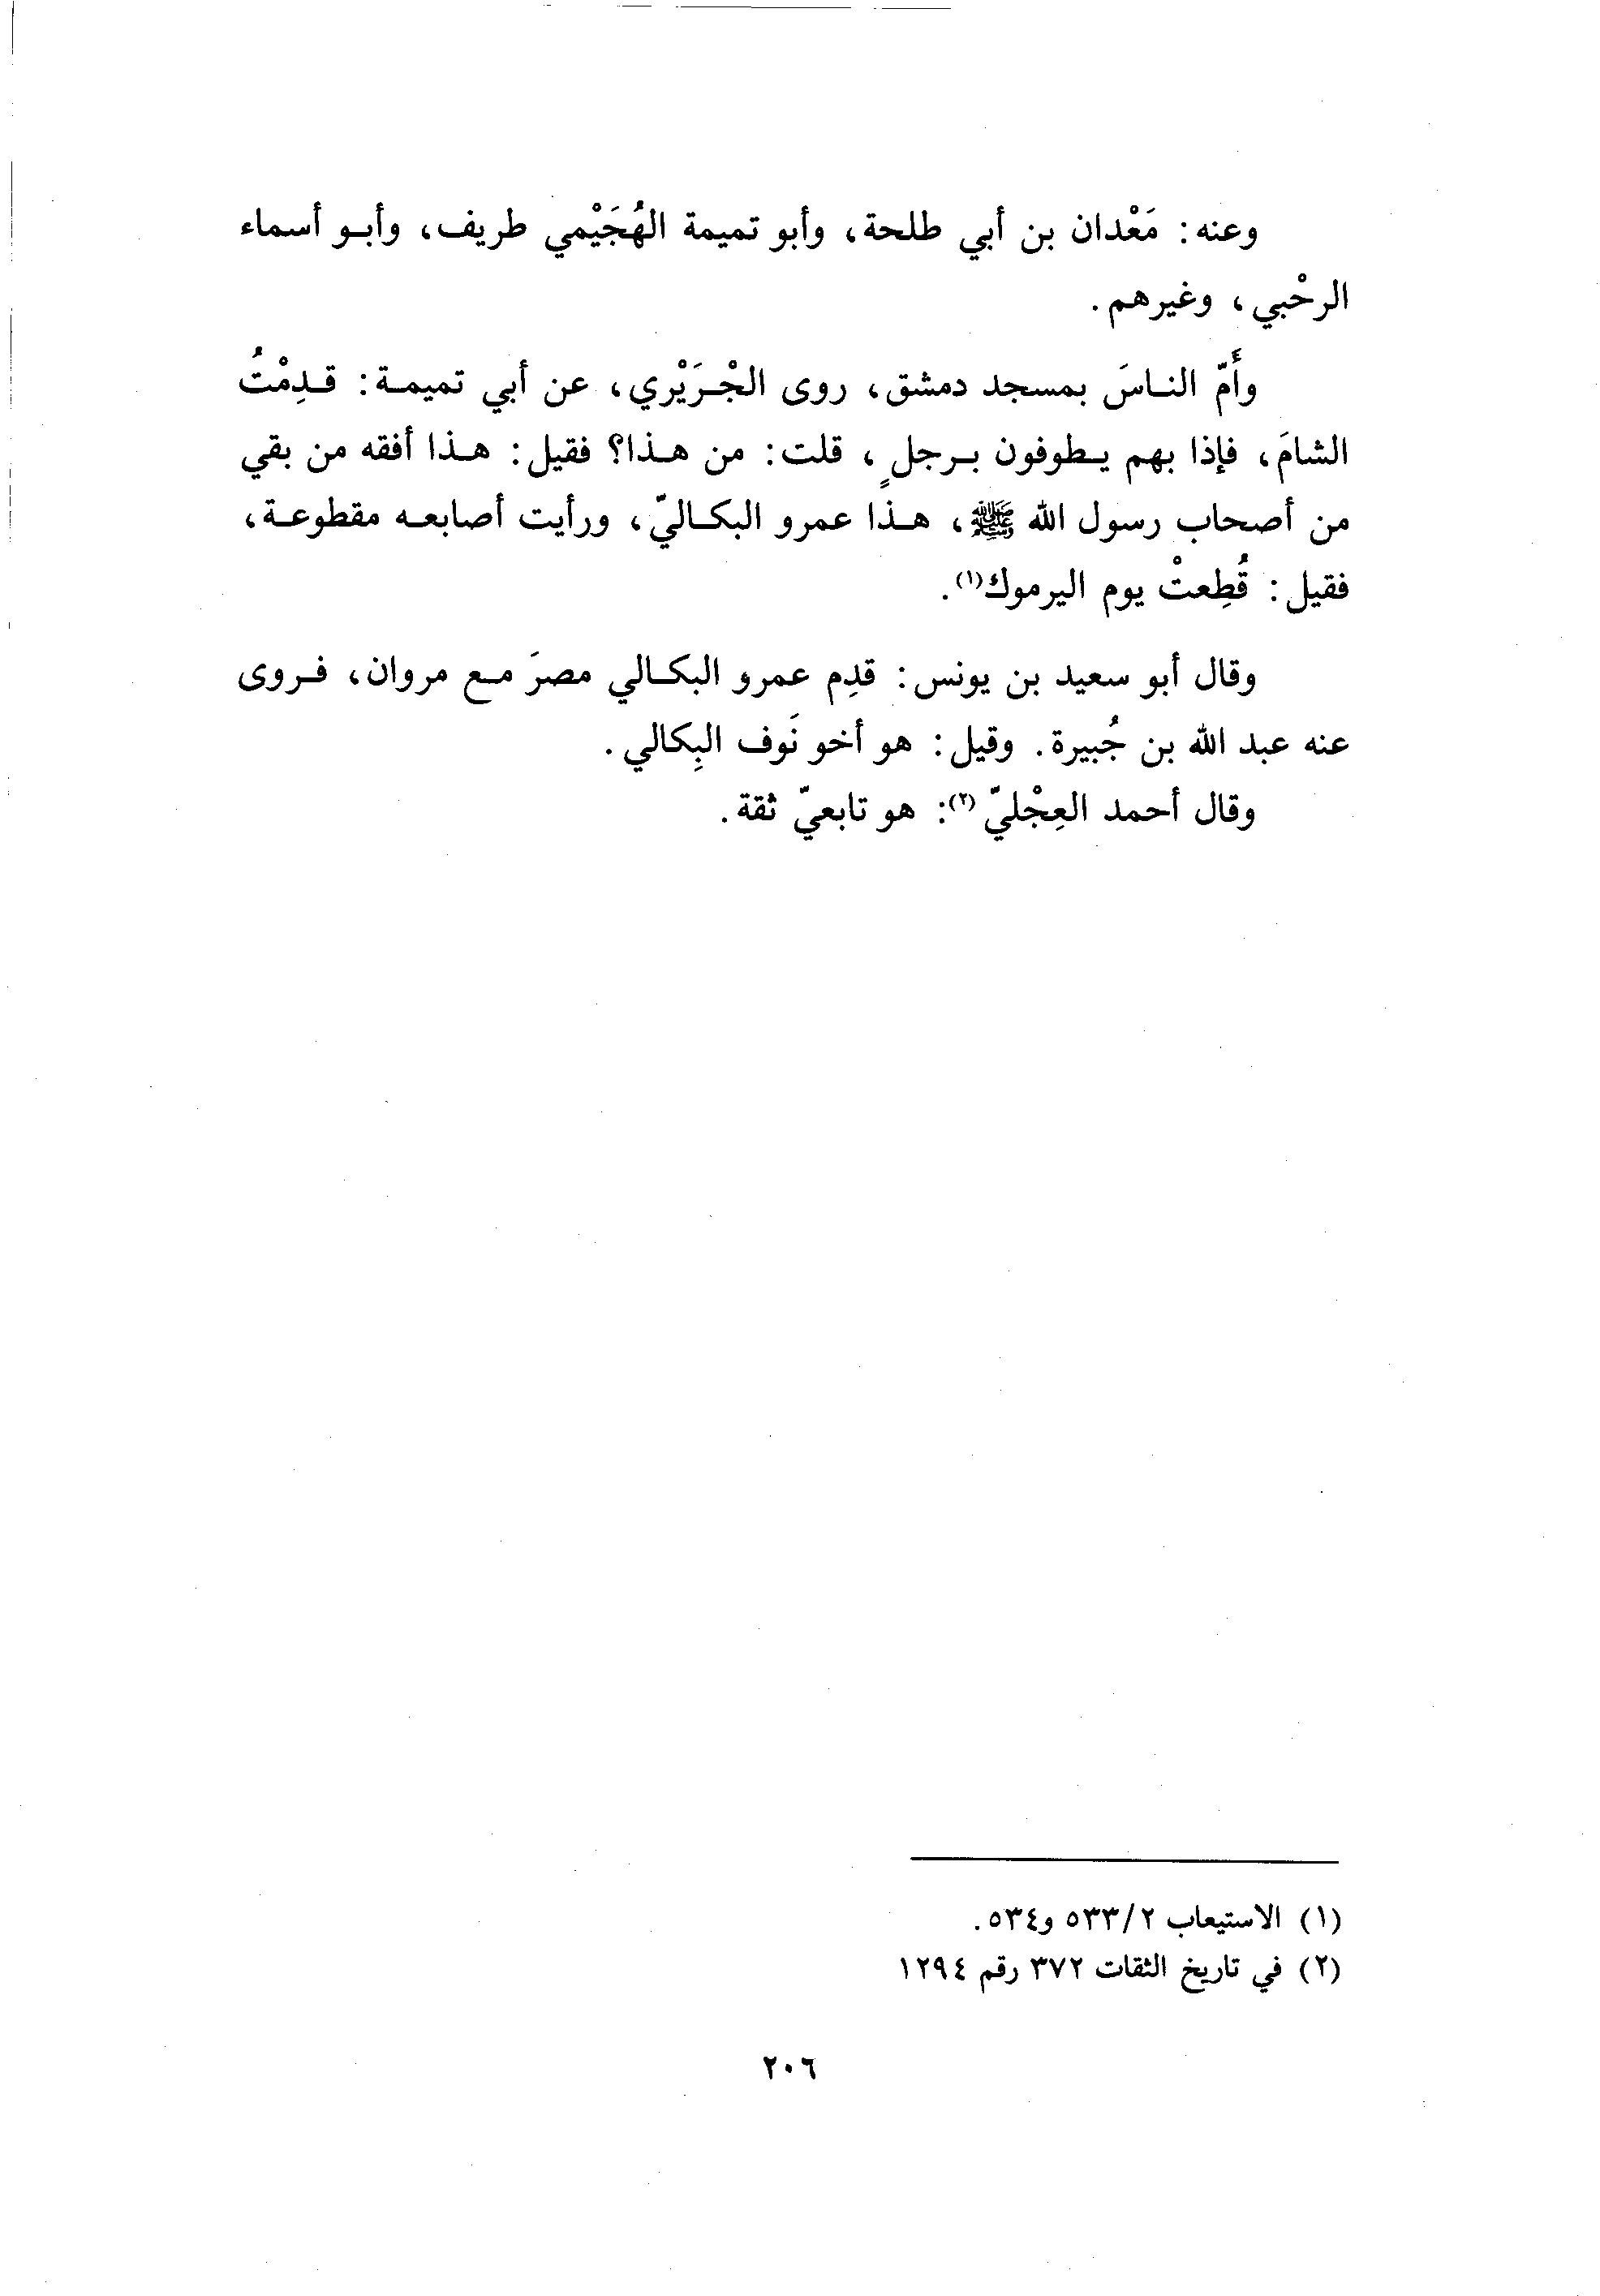 وعنه: مَعْدان بن أبي طلحة، وأبو تميمة الهُجَيْمي طريف، وأبو أسماء
الرحْبي، وغيرهم.
وأَمّ الناسَ بمسجد دمشق، روى الجْرَيْري، عن أبي تميمة: قدِمْتُ
الشامَ، فإذا بهم يطوفون برجلٍ، قلت: من هذا؟ فقيل: هذا أفقه من بقي
من أصحاب رسول الله ﷺ، هذا عمرو البكاليّ، ورأيت أصابعه مقطوعة،
فقيل: قُطِعتْ يوم اليرموك(١).
وقال أبو سعيد بن يونس: قدِم عمرو البكالي مصرَ مع مروان، فروى
عنه عبد الله بن جُبيرة. وقيل: هو أخو نَوف البِكالي.
وقال أحمد العِجْليّ(٢): هو تابعيّ ثقة.
(١) الاستيعاب ٥٣٣/٢ و٥٣٤.
(٢) في تاريخ الثقات ٣٧٢ رقم ١٢٩٤
٢٠٦